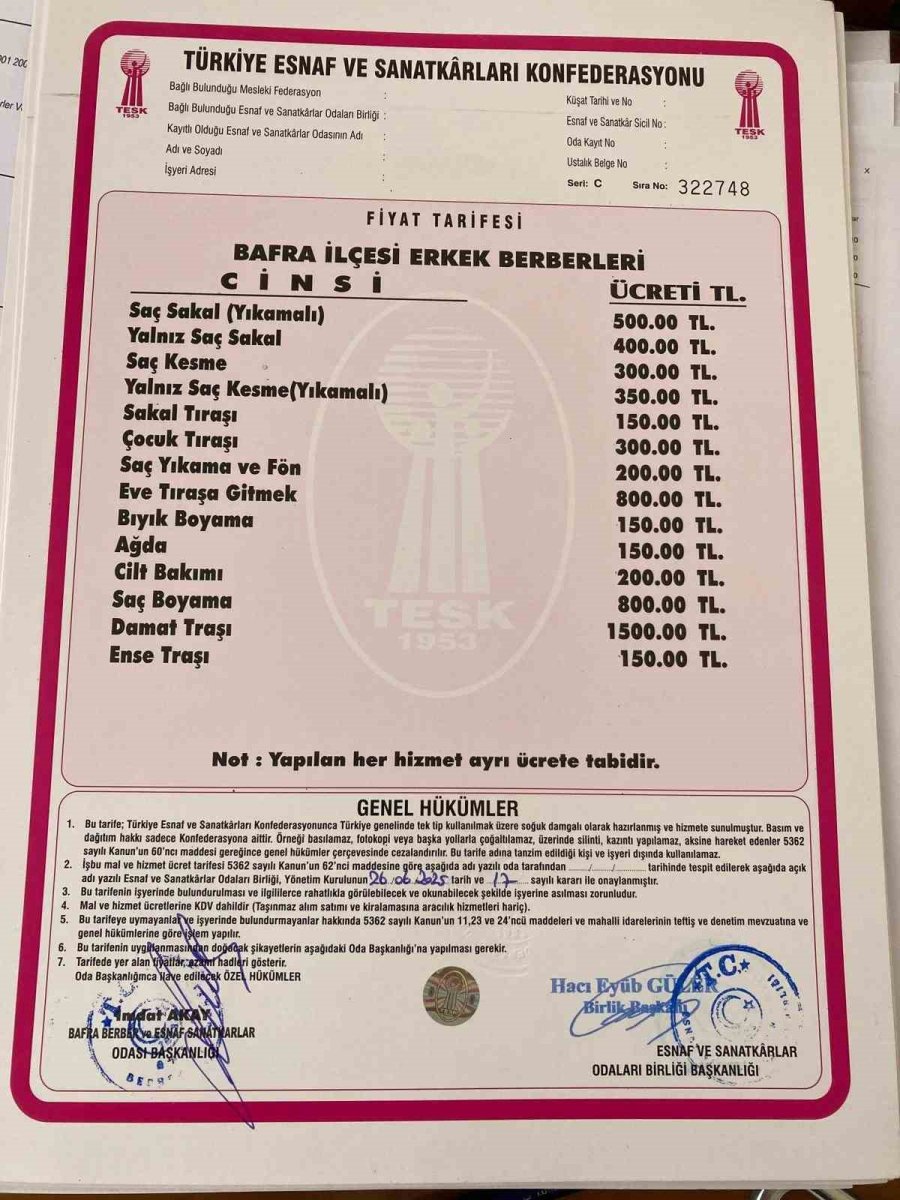 TÜRKİYE ESNAF VE SANATKÂRLARI KONFEDERASYONU
TESK
1953
TESK
1953
Bağlı Bulunduğu Mesleki Federasyon :
Bağlı Bulunduğu Esnaf ve Sanatkârlar Odaları Birliği :
Kayıtlı Olduğu Esnaf ve Sanatkârlar Odasının Adı :
Adı ve Soyadı :
İşyeri Adresi :
Küşat Tarihi ve No :
Esnaf ve Sanatkâr Sicil No :
Oda Kayıt No :
Ustalık Belge No :
Seri: C Sıra No: 322748
FİYAT TARİFESİ
BAFRA İLÇESİ ERKEK BERBERLERİ
CİNSİ ÜCRETİ TL.
Saç Sakal (Yıkamalı) 500.00 TL.
Yalnız Saç Sakal 400.00 TL.
Saç Kesme 300.00 TL.
Yalnız Saç Kesme(Yıkamalı) 350.00 TL.
Sakal Tıraşı 150.00 TL.
Çocuk Tıraşı 300.00 TL.
Saç Yıkama ve Fön 200.00 TL.
Eve Tıraşa Gitmek 800.00 TL.
Bıyık Boyama 150.00 TL.
Ağda 150.00 TL.
Cilt Bakımı 200.00 TL.
Saç Boyama 800.00 TL.
Damat Traşı 1500.00 TL.
Ense Traşı 150.00 TL.
TESK
1953
Not : Yapılan her hizmet ayrı ücrete tabidir.
GENEL HÜKÜMLER
1. Bu tarife; Türkiye Esnaf ve Sanatkârları Konfederasyonunca Türkiye genelinde tek tip kullanılmak üzere soğuk damgalı olarak hazırlanmış ve hizmete sunulmuştur. Basım ve
dağıtım hakkı sadece Konfederasyona aittir. Örneği basılamaz, fotokopi veya başka yollarla çoğaltılamaz, üzerinde silinti, kazıntı yapılamaz, aksine hareket edenler 5362
sayılı Kanun'un 60'ncı maddesi gereğince genel hükümler çerçevesinde cezalandırılır. Bu tarife adına tanzim edildiği kişi ve işyeri dışında kullanılamaz.
2. İşbu mal ve hizmet ücret tarifesi 5362 sayılı Kanun'un 62'nci maddesine göre aşağıda adı yazılı oda tarafından ....../....../...... tarihinde tespit edilerek aşağıda açık
adı yazılı Esnaf ve Sanatkârlar Odaları Birliği, Yönetim Kurulunun 26.06.2025 tarih ve 17 sayılı kararı ile onaylanmıştır.
3. Bu tarifenin işyerinde bulundurulması ve ilgililerce rahatlıkla görülebilecek ve okunabilecek şekilde işyerine asılması zorunludur.
4. Mal ve hizmet ücretlerine KDV dahildir (Taşınmaz alım satımı ve kiralamasına aracılık hizmetleri hariç).
5. Bu tarifeye uymayanlar ve işyerinde bulundurmayanlar hakkında 5362 sayılı Kanun'un 11,23 ve 24'ncü maddeleri ve mahalli idarelerinin teftiş ve denetim mevzuatına ve
genel hükümlerine göre işlem yapılır.
6. Bu tarifenin uygulanmasından doğacak şikayetlerin aşağıdaki Oda Başkanlığı'na yapılması gerekir.
7. Tarifede yer alan fiyatlar, azami hadleri gösterir.
Oda Başkanlığımca ilave edilecek ÖZEL HÜKÜMLER
T.C.
İmdat AKAY
BAFRA BERBER ve ESNAF SANATKARLAR
ODASI BAŞKANLIĞI
Hacı Eyüb GÜLER
Birlik Başkanı
T.C.
ESNAF VE SANATKÂRLAR
ODALARI BİRLİĞİ BAŞKANLIĞI